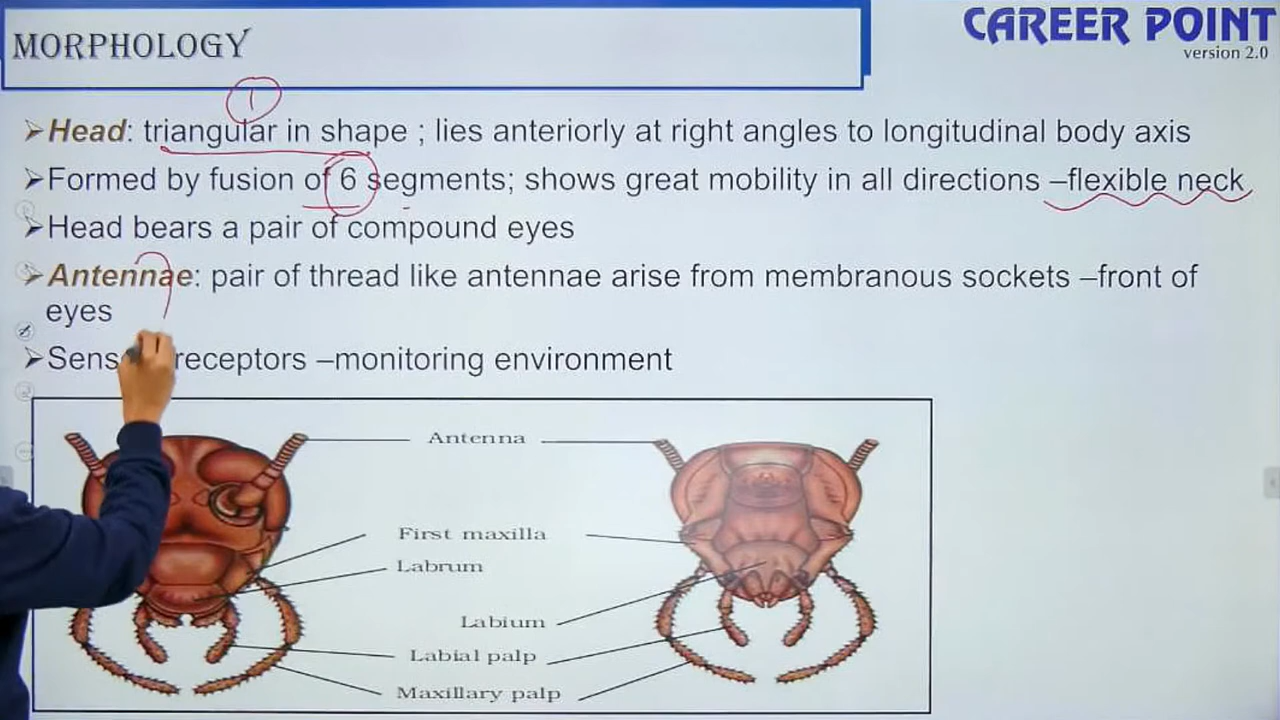 MORPHOLOGY
CAREER POINT
version 2.0
1
➢Head: triangular in shape ; lies anteriorly at right angles to longitudinal body axis
➢Formed by fusion of 6 segments; shows great mobility in all directions –flexible neck
➢Head bears a pair of compound eyes
➢Antennae: pair of thread like antennae arise from membranous sockets –front of
eyes
➢Sens receptors –monitoring environment
Antenna
First maxilla
Labrum
Labium
Labial palp
Maxillary palp